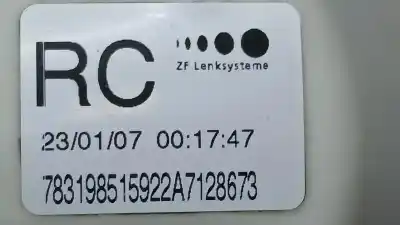 RC
ZF Lenksysteme
23/01/07 00:17:47
783198515922A7128673